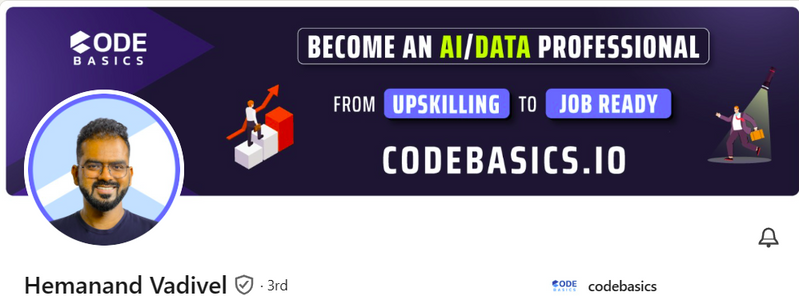 CODE
BASICS
BECOME AN AI/DATA PROFESSIONAL
FROM UPSKILLING TO JOB READY
CODEBASICS.IO
Hemanand Vadivel · 3rd
CODE
BASICS
codebasics